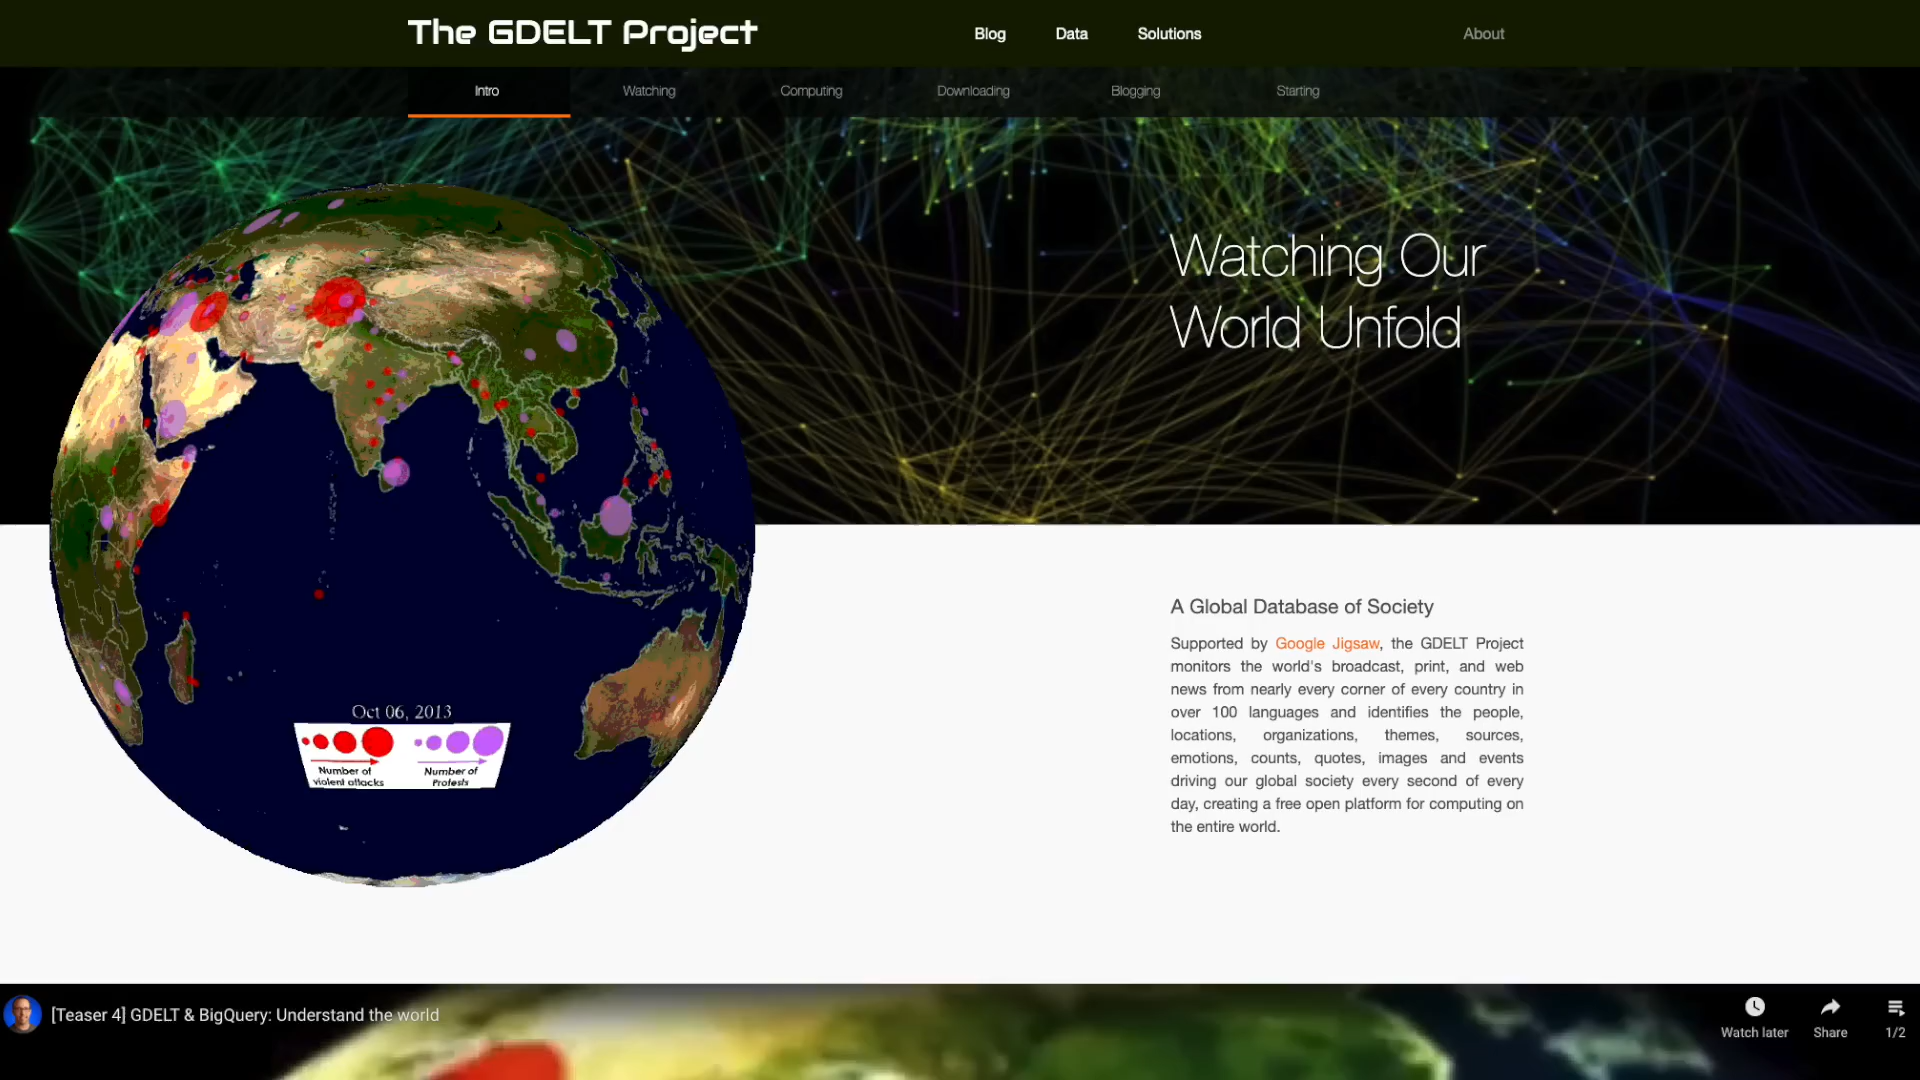 The GDELT Project
Blog
Data
Solutions
About
Intro
Watching
Computing
Downloading
Blogging
Starting
Watching Our
World Unfold
Oct 06, 2013
Number of
violent attacks
Number of
Protests
A Global Database of Society
Supported by Google Jigsaw, the GDELT Project
monitors the world's broadcast, print, and web
news from nearly every corner of every country in
over 100 languages and identifies the people,
locations, organizations, themes, sources,
emotions, counts, quotes, images and events
driving our global society every second of every
day, creating a free open platform for computing on
the entire world.
[Teaser 4] GDELT & BigQuery: Understand the world
Watch later
Share
1/2